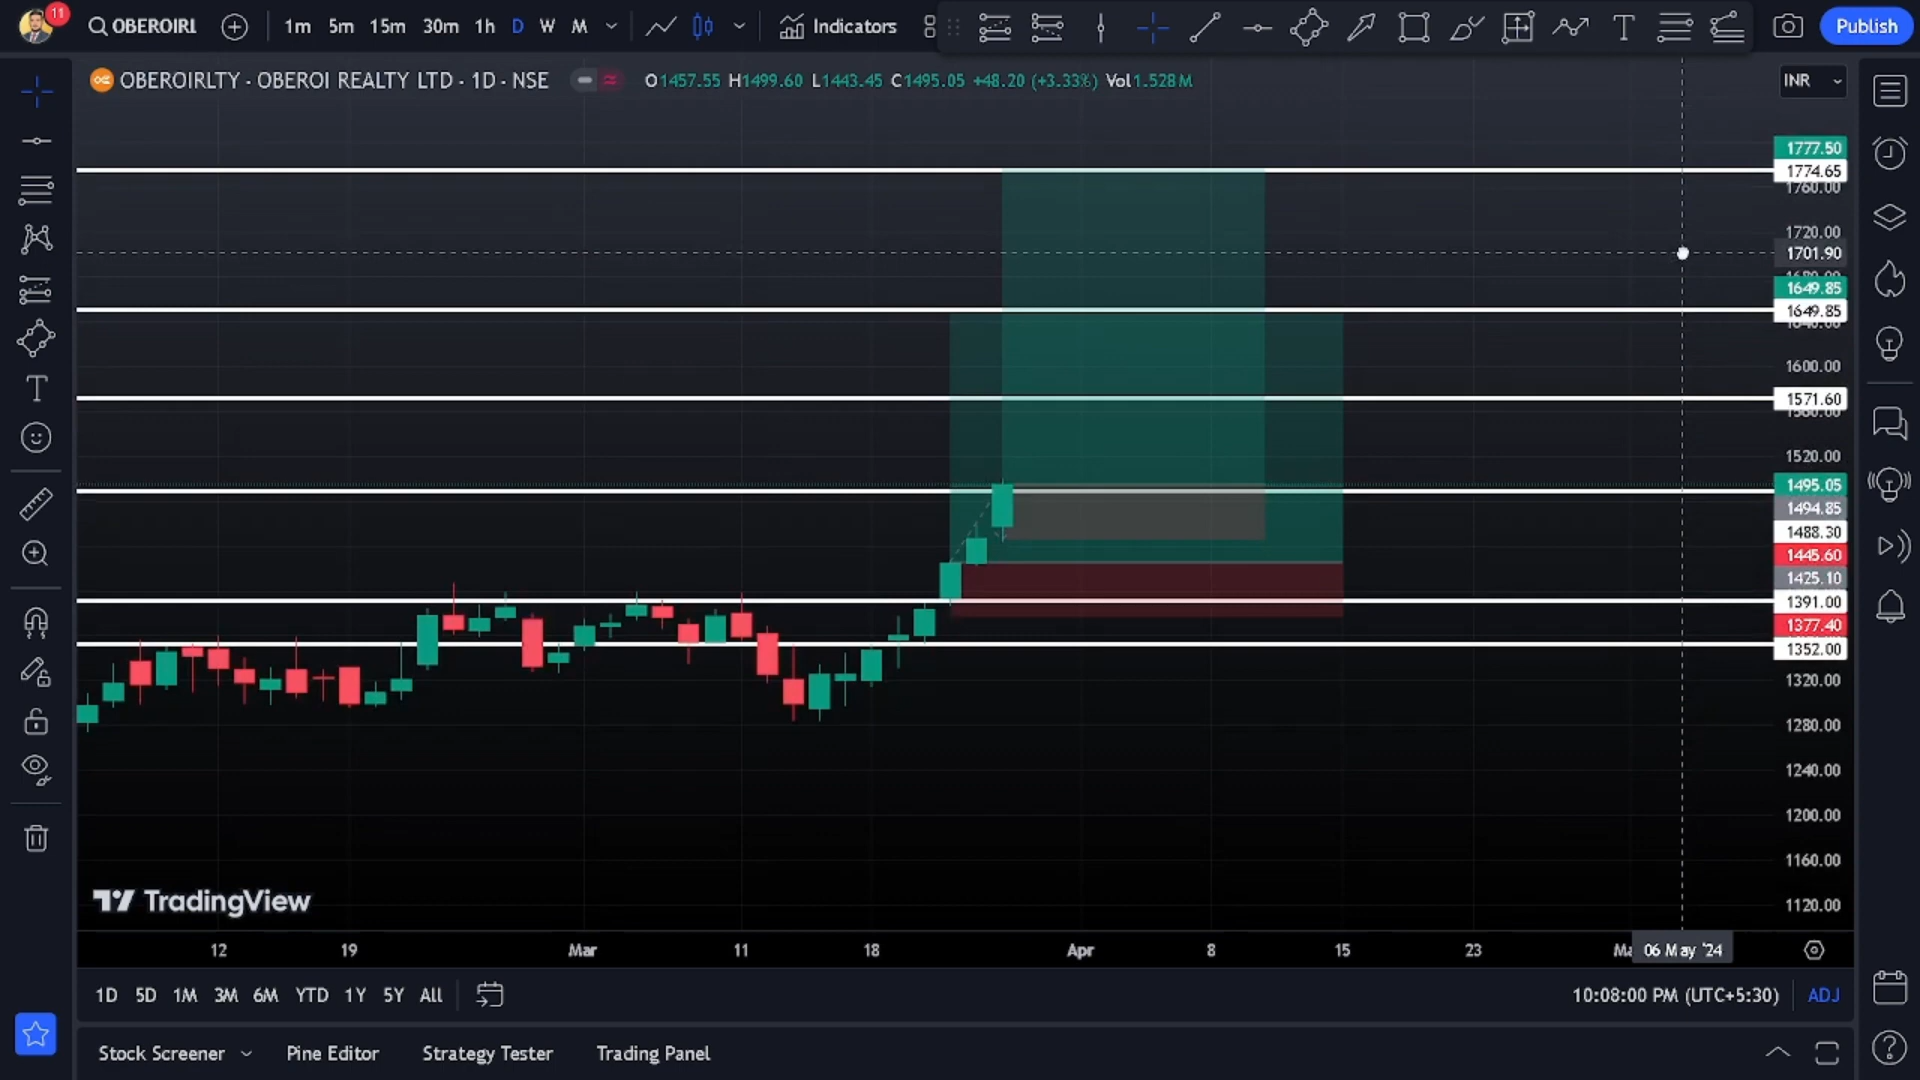 11
OBEROIRL
1m 5m 15m 30m 1h D W M
Indicators
Publish
OBEROIRLTY · OBEROI REALTY LTD · 1D · NSE
O1457.55 H1499.60 L1443.45 C1495.05 +48.20 (+3.33%) Vol1.528M
INR
1777.50
1774.65
1760.00
1720.00
1701.90
1649.85
1649.85
1600.00
1571.60
1520.00
1495.05
1494.85
1488.30
1445.60
1425.10
1391.00
1377.40
1352.00
1320.00
1280.00
1240.00
1200.00
1160.00
1120.00
TradingView
12 19 Mar 11 18 Apr 8 15 23 06 May '24
1D 5D 1M 3M 6M YTD 1Y 5Y All
10:08:00 PM (UTC+5:30) ADJ
Stock Screener Pine Editor Strategy Tester Trading Panel